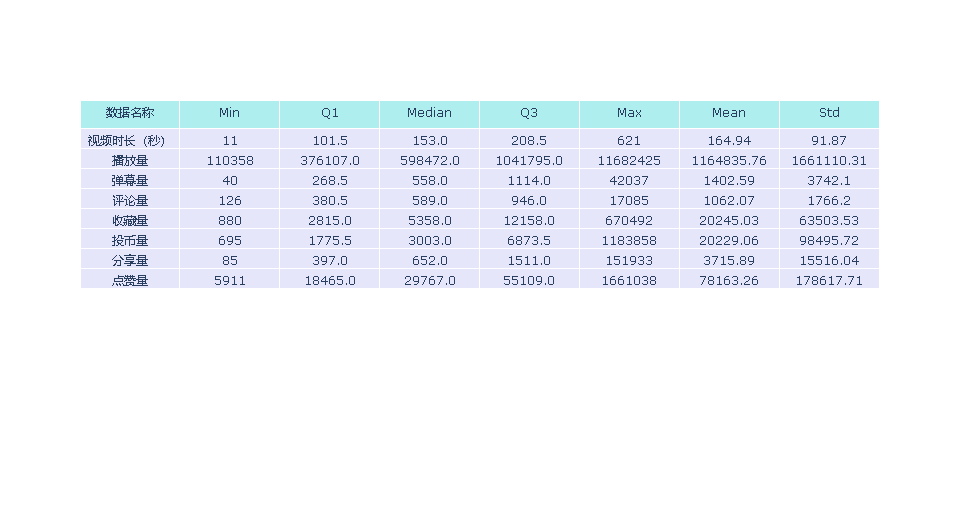 数据名称 Min Q1 Median Q3 Max Mean Std
视频时长（秒） 11 101.5 153.0 208.5 621 164.94 91.87
播放量 110358 376107.0 598472.0 1041795.0 11682425 1164835.76 1661110.31
弹幕量 40 268.5 558.0 1114.0 42037 1402.59 3742.1
评论量 126 380.5 589.0 946.0 17085 1062.07 1766.2
收藏量 880 2815.0 5358.0 12158.0 670492 20245.03 63503.53
投币量 695 1775.5 3003.0 6873.5 1183858 20229.06 98495.72
分享量 85 397.0 652.0 1511.0 151933 3715.89 15516.04
点赞量 5911 18465.0 29767.0 55109.0 1661038 78163.26 178617.71